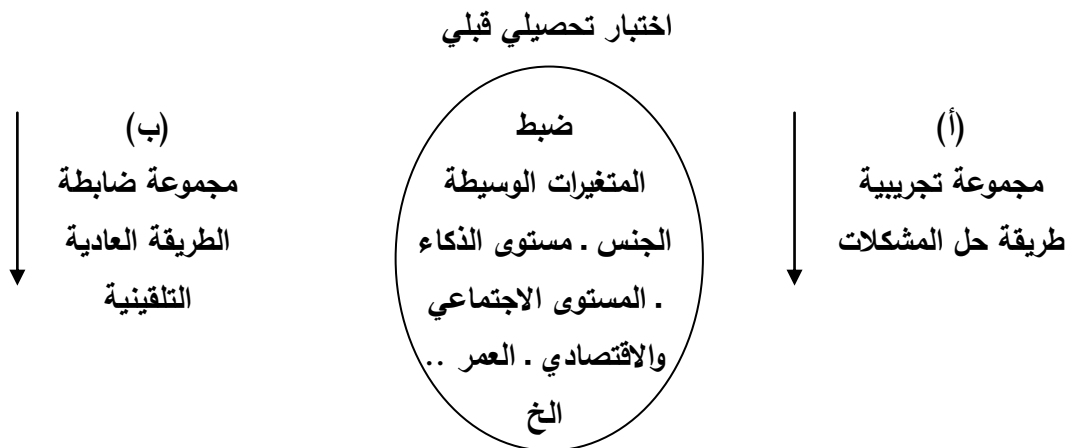 اختبار تحصيلي قبلي
(أ)
مجموعة تجريبية
طريقة حل المشكلات
ضبط
المتغيرات الوسيطة
الجنس . مستوى الذكاء
. المستوى الاجتماعي
والاقتصادي . العمر ..
الخ
(ب)
مجموعة ضابطة
الطريقة العادية
التلقينية